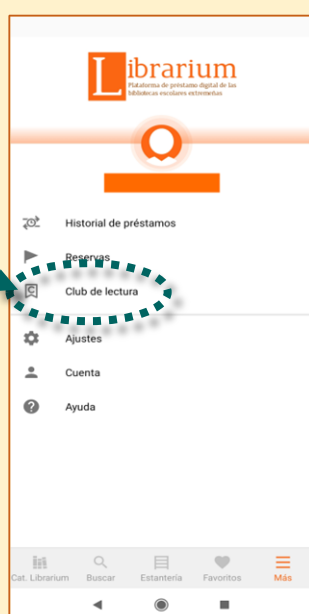 Librarium
Plataforma de préstamo digital de las
bibliotecas escolares extremeñas
Historial de préstamos
Reservas
Club de lectura
Ajustes
Cuenta
Ayuda
Cat. Librarium Buscar Estantería Favoritos Más